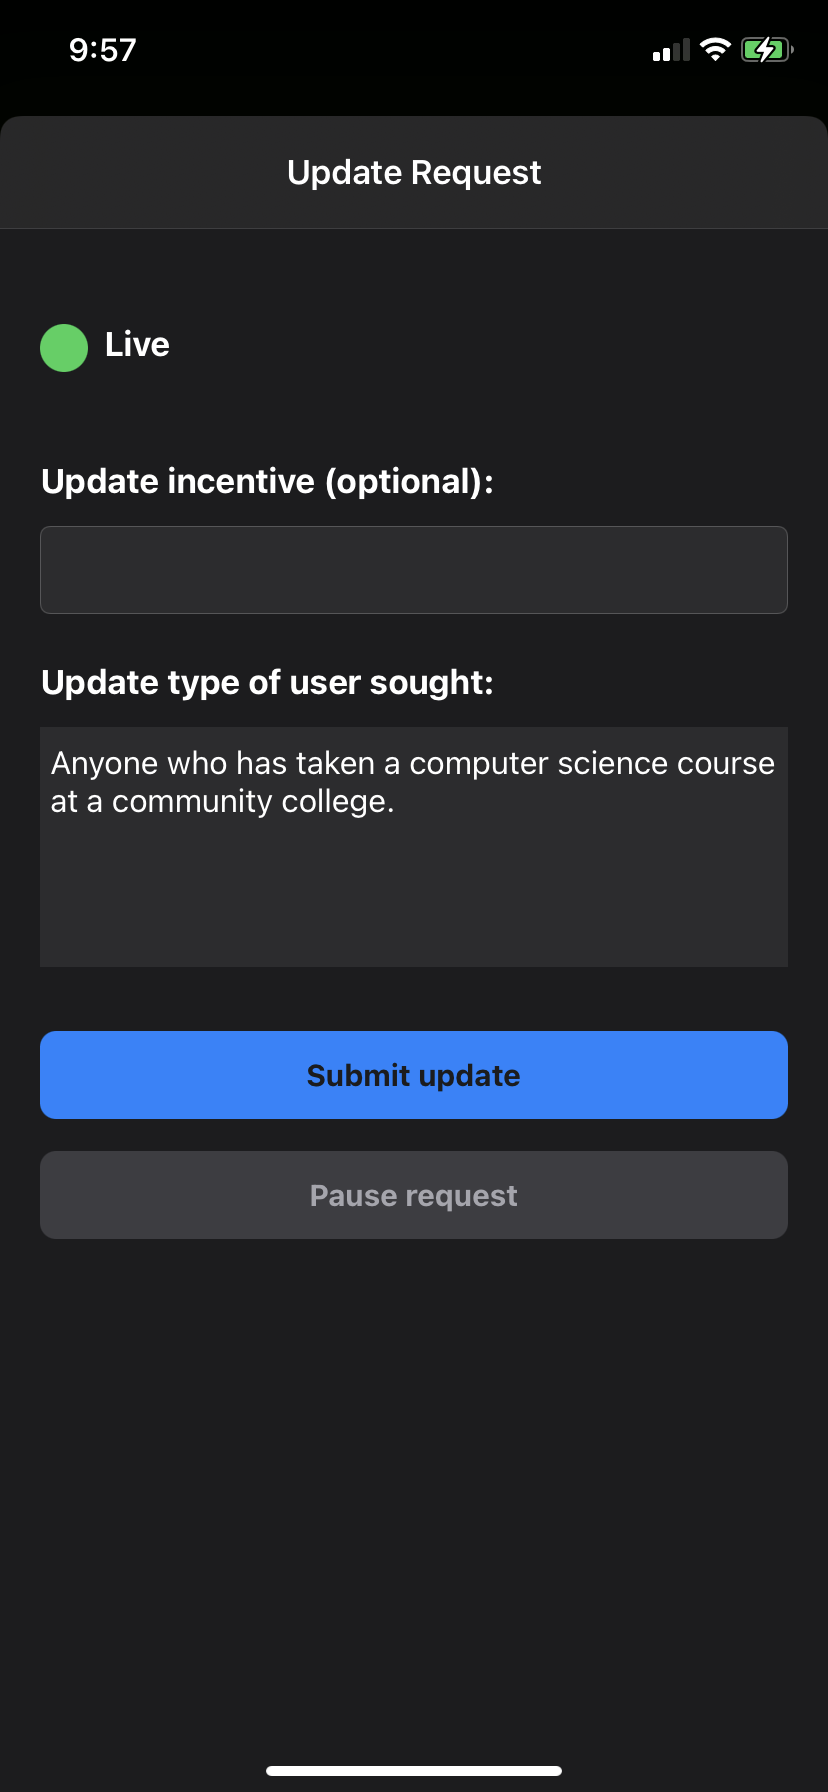 9:57
Update Request
Live
Update incentive (optional):
Update type of user sought:
Anyone who has taken a computer science course
at a community college.
Submit update
Pause request